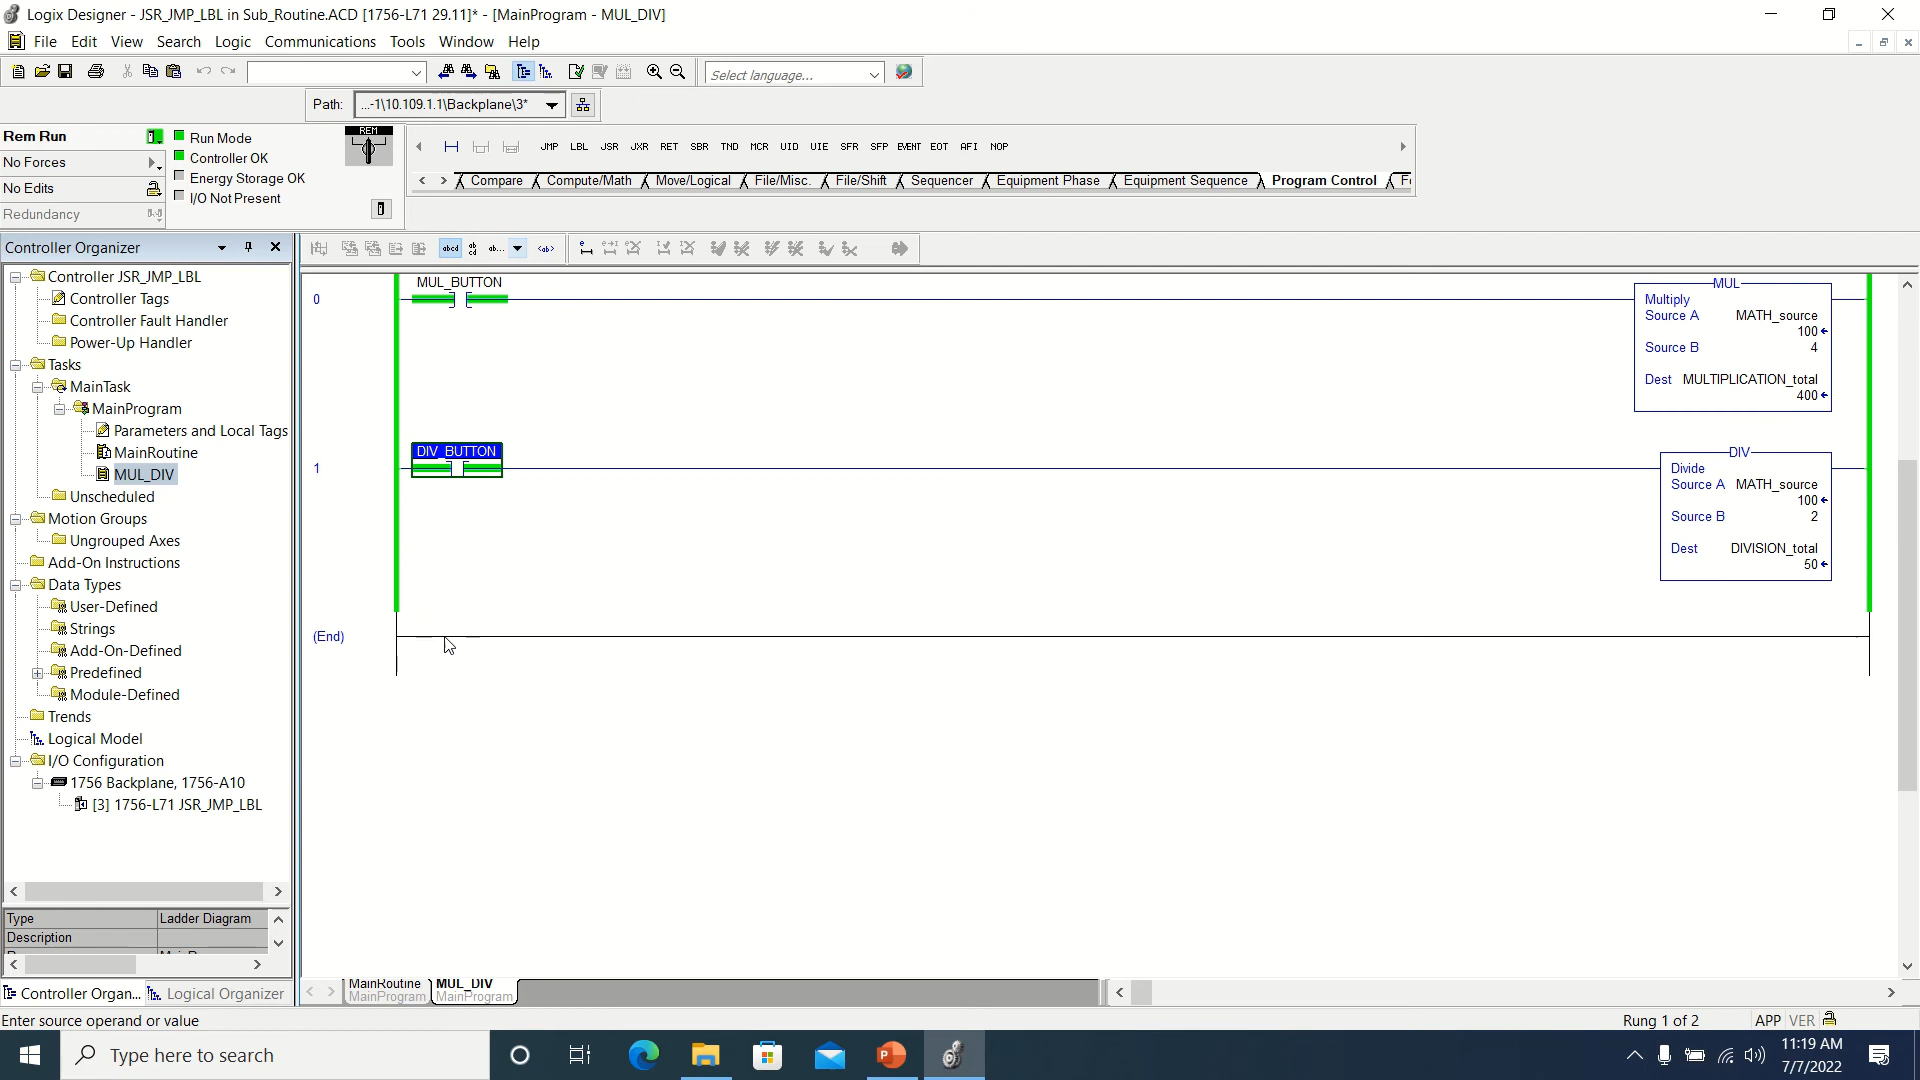 Logix Designer - JSR_JMP_LBL in Sub_Routine.ACD [1756-L71 29.11]* - [MainProgram - MUL_DIV]
File Edit View Search Logic Communications Tools Window Help
Select language...
Path: ...-1\10.109.1.1\Backplane\3*
Rem Run
No Forces
No Edits
Redundancy
Run Mode
Controller OK
Energy Storage OK
I/O Not Present
REM
JMP LBL JSR JXR RET SBR TND MCR UID UIE SFR SFP EVENT EOT AFI NOP
Compare Compute/Math Move/Logical File/Misc. File/Shift Sequencer Equipment Phase Equipment Sequence Program Control
Controller Organizer
Controller JSR_JMP_LBL
Controller Tags
Controller Fault Handler
Power-Up Handler
Tasks
MainTask
MainProgram
Parameters and Local Tags
MainRoutine
MUL_DIV
Unscheduled
Motion Groups
Ungrouped Axes
Add-On Instructions
Data Types
User-Defined
Strings
Add-On-Defined
Predefined
Module-Defined
Trends
Logical Model
I/O Configuration
1756 Backplane, 1756-A10
[3] 1756-L71 JSR_JMP_LBL
Type Ladder Diagram
Description
Controller Organ... Logical Organizer
abcd ab cd ab... <ab>
0
MUL_BUTTON
MUL
Multiply
Source A MATH_source
100
Source B 4
Dest MULTIPLICATION_total
400
1
DIV_BUTTON
DIV
Divide
Source A MATH_source
100
Source B 2
Dest DIVISION_total
50
(End)
MainRoutine
MainProgram
MUL_DIV
MainProgram
Enter source operand or value
Rung 1 of 2 APP VER
Type here to search
11:19 AM
7/7/2022